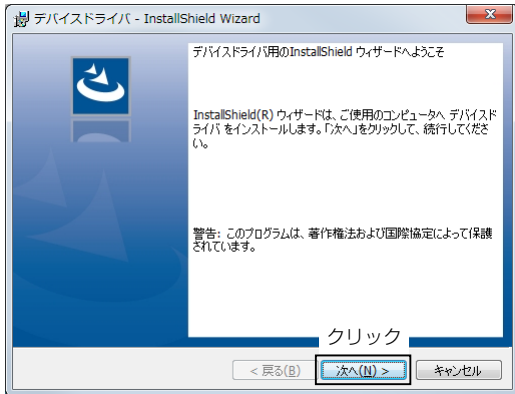 デバイスドライバ - InstallShield Wizard
デバイスドライバ用のInstallShield ウィザードへようこそ
InstallShield(R) ウィザードは、ご使用のコンピュータへ デバイスド
ライバ をインストールします。「次へ」をクリックして、続行してくださ
い。
警告: このプログラムは、著作権法および国際協定によって保護
されています。
クリック
< 戻る(B)
次へ(N) >
キャンセル